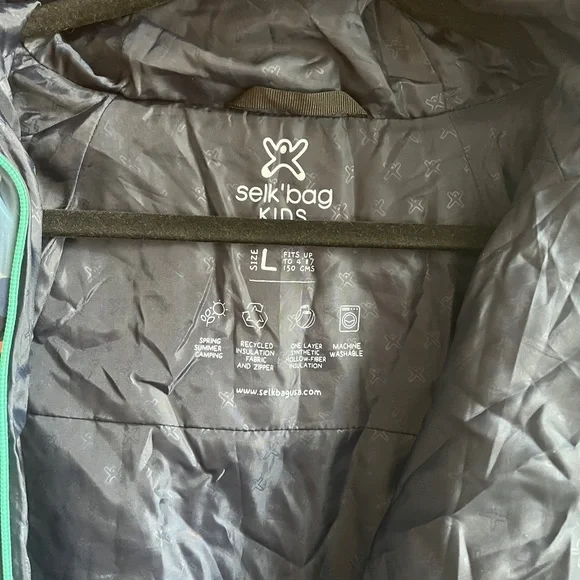 selk'bag
KIDS
SIZE L FITS UP
TO 4'7
150 CMS
SPRING
SUMMER
CAMPING
RECYCLED
INSULATION
FABRIC
AND ZIPPER
ONE LAYER
SYNTHETIC
HOLLOW-FIBER
INSULATION
MACHINE
WASHABLE
www.selkbagusa.com